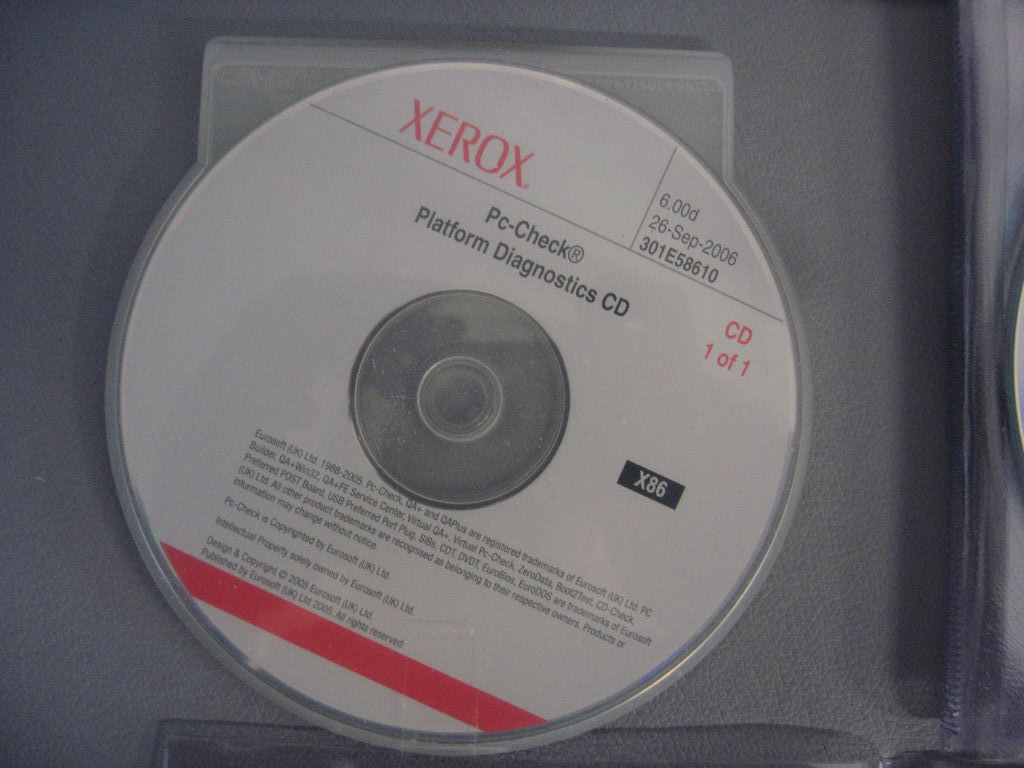 XEROX
6.00d
26-Sep-2006
301E58610
Pc-Check®
Platform Diagnostics CD
CD
1 of 1
X86
Eurosoft (UK) Ltd. 1988-2005. Pc-Check, QA+ and QAPlus are registered trademarks of Eurosoft (UK) Ltd. PC
Builder, QA+Win32, QA+FE Service Center, Virtual QA+, Virtual Pc-Check, ZeroData, Boot2Test, CD-Check,
Preferred POST Board, USB Preferred Port Plug, SiBs, CDT, DVDT, EuroBios, EuroDOS are trademarks of Eurosoft
(UK) Ltd. All other product trademarks are recognised as belonging to their respective owners. Products or
information may change without notice.
Pc-Check is Copyrighted by Eurosoft (UK) Ltd.
Intellectual Property solely owned by Eurosoft (UK) Ltd.
Design & Copyright © 2005 Eurosoft (UK) Ltd.
Published by Eurosoft (UK) Ltd 2005. All rights reserved.